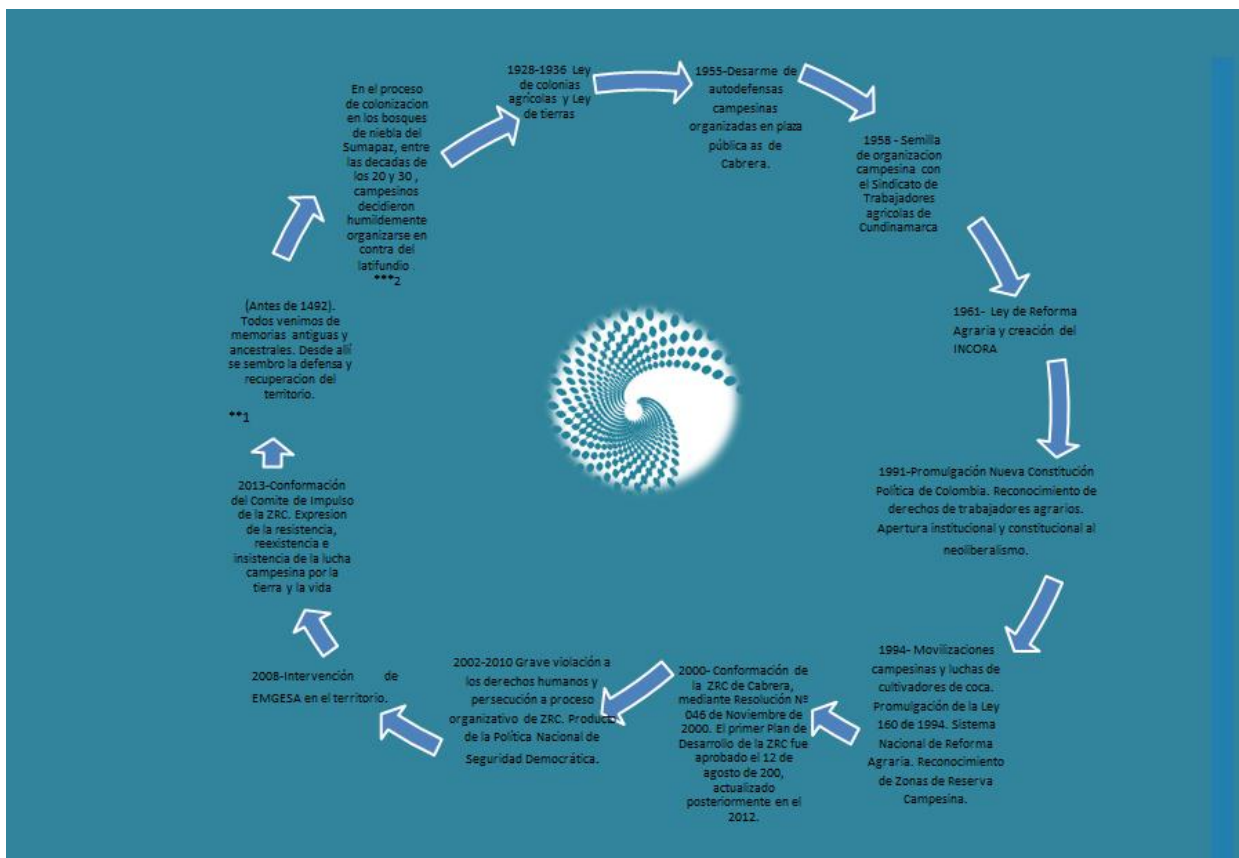 (Antes de 1492).
Todos venimos de
memorias antiguas y
ancestrales. Desde allí
se sembro la defensa y
recuperacion del
territorio.
**1
En el proceso
de colonizacion
en los bosques
de niebla del
Sumapaz, entre
las decadas de
los 20 y 30 ,
campesinos
decidieron
humildemente
organizarse en
contra del
latifundio .
***2
1928-1936 Ley
de colonias
agrícolas y Ley
de tierras
1955-Desarme de
autodefensas
campesinas
organizadas en plaza
pública as de
Cabrera.
1958 - Semilla
de organizacion
campesina con
el Sindicato de
Trabajadores
agrícolas de
Cundinamarca
1961- Ley de Reforma
Agraria y creación del
INCORA
1991-Promulgación Nueva Constitución
Política de Colombia. Reconocimiento de
derechos de trabajadores agrarios.
Apertura institucional y constitucional al
neoliberalismo.
1994- Movilizaciones
campesinas y luchas de
cultivadores de coca.
Promulgación de la Ley
160 de 1994. Sistema
Nacional de Reforma
Agraria. Reconocimiento
de Zonas de Reserva
Campesina.
2000- Conformación de
la ZRC de Cabrera,
mediante Resolución Nº
046 de Noviembre de
2000. El primer Plan de
Desarrollo de la ZRC fue
aprobado el 12 de
agosto de 200,
actualizado
posteriormente en el
2012.
2002-2010 Grave violación a
los derechos humanos y
persecución a proceso
organizativo de ZRC. Producto
de la Política Nacional de
Seguridad Democrática.
2008-Intervención de
EMGESA en el territorio.
2013-Conformación
del Comite de Impulso
de la ZRC. Expresion
de la resistencia,
reexistencia e
insistencia de la lucha
campesina por la
tierra y la vida